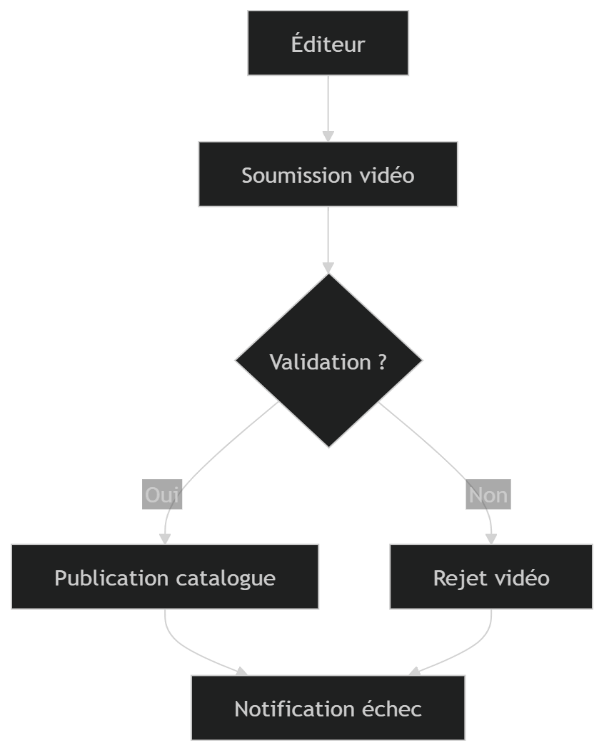 Éditeur
Soumission vidéo
Validation ?
Oui
Non
Publication catalogue
Rejet vidéo
Notification échec